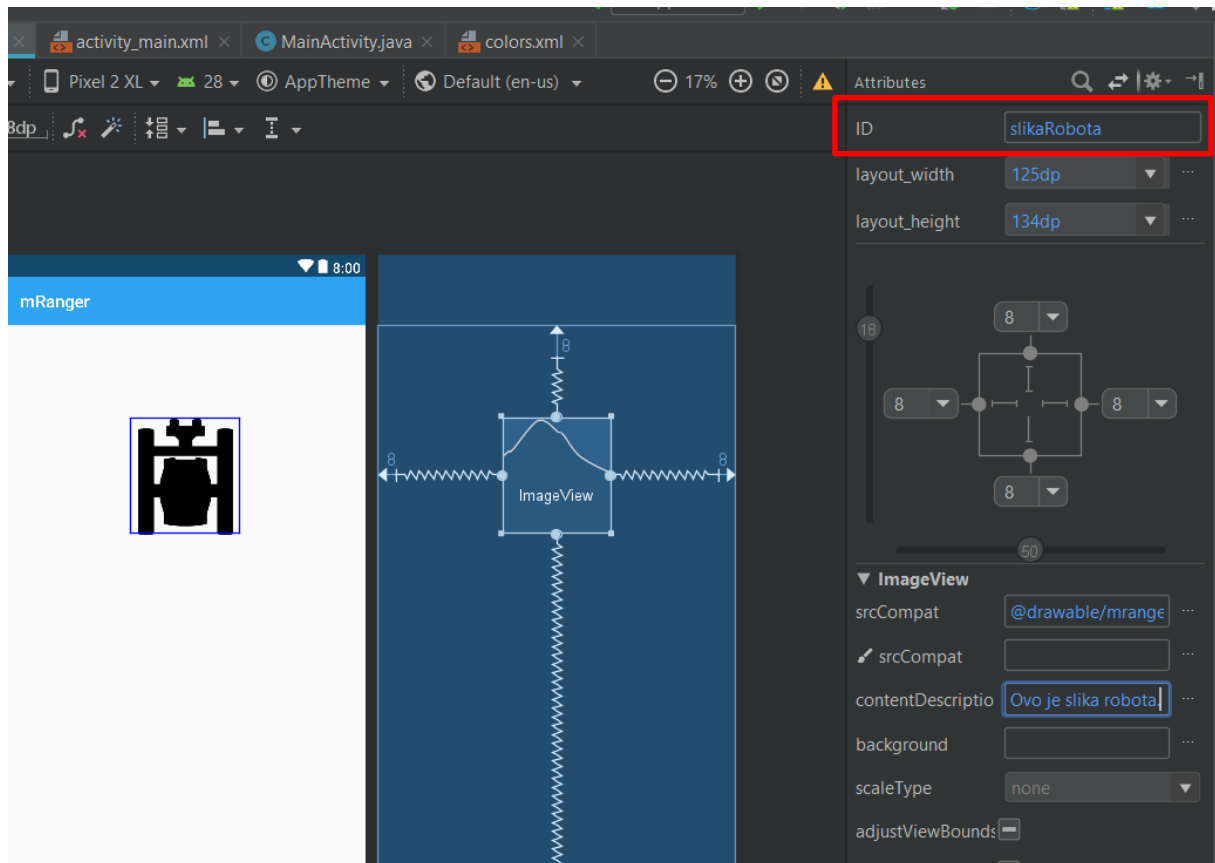 activity_main.xml
MainActivity.java
colors.xml
Pixel 2 XL
28
AppTheme
Default (en-us)
17%
Attributes
8dp
ID
slikaRobota
layout_width
125dp
layout_height
134dp
8:00
mRanger
8
18
8
8
8
8
8
8
ImageView
50
ImageView
srcCompat
@drawable/mrange
srcCompat
contentDescriptio
Ovo je slika robota.
background
scaleType
none
adjustViewBounds